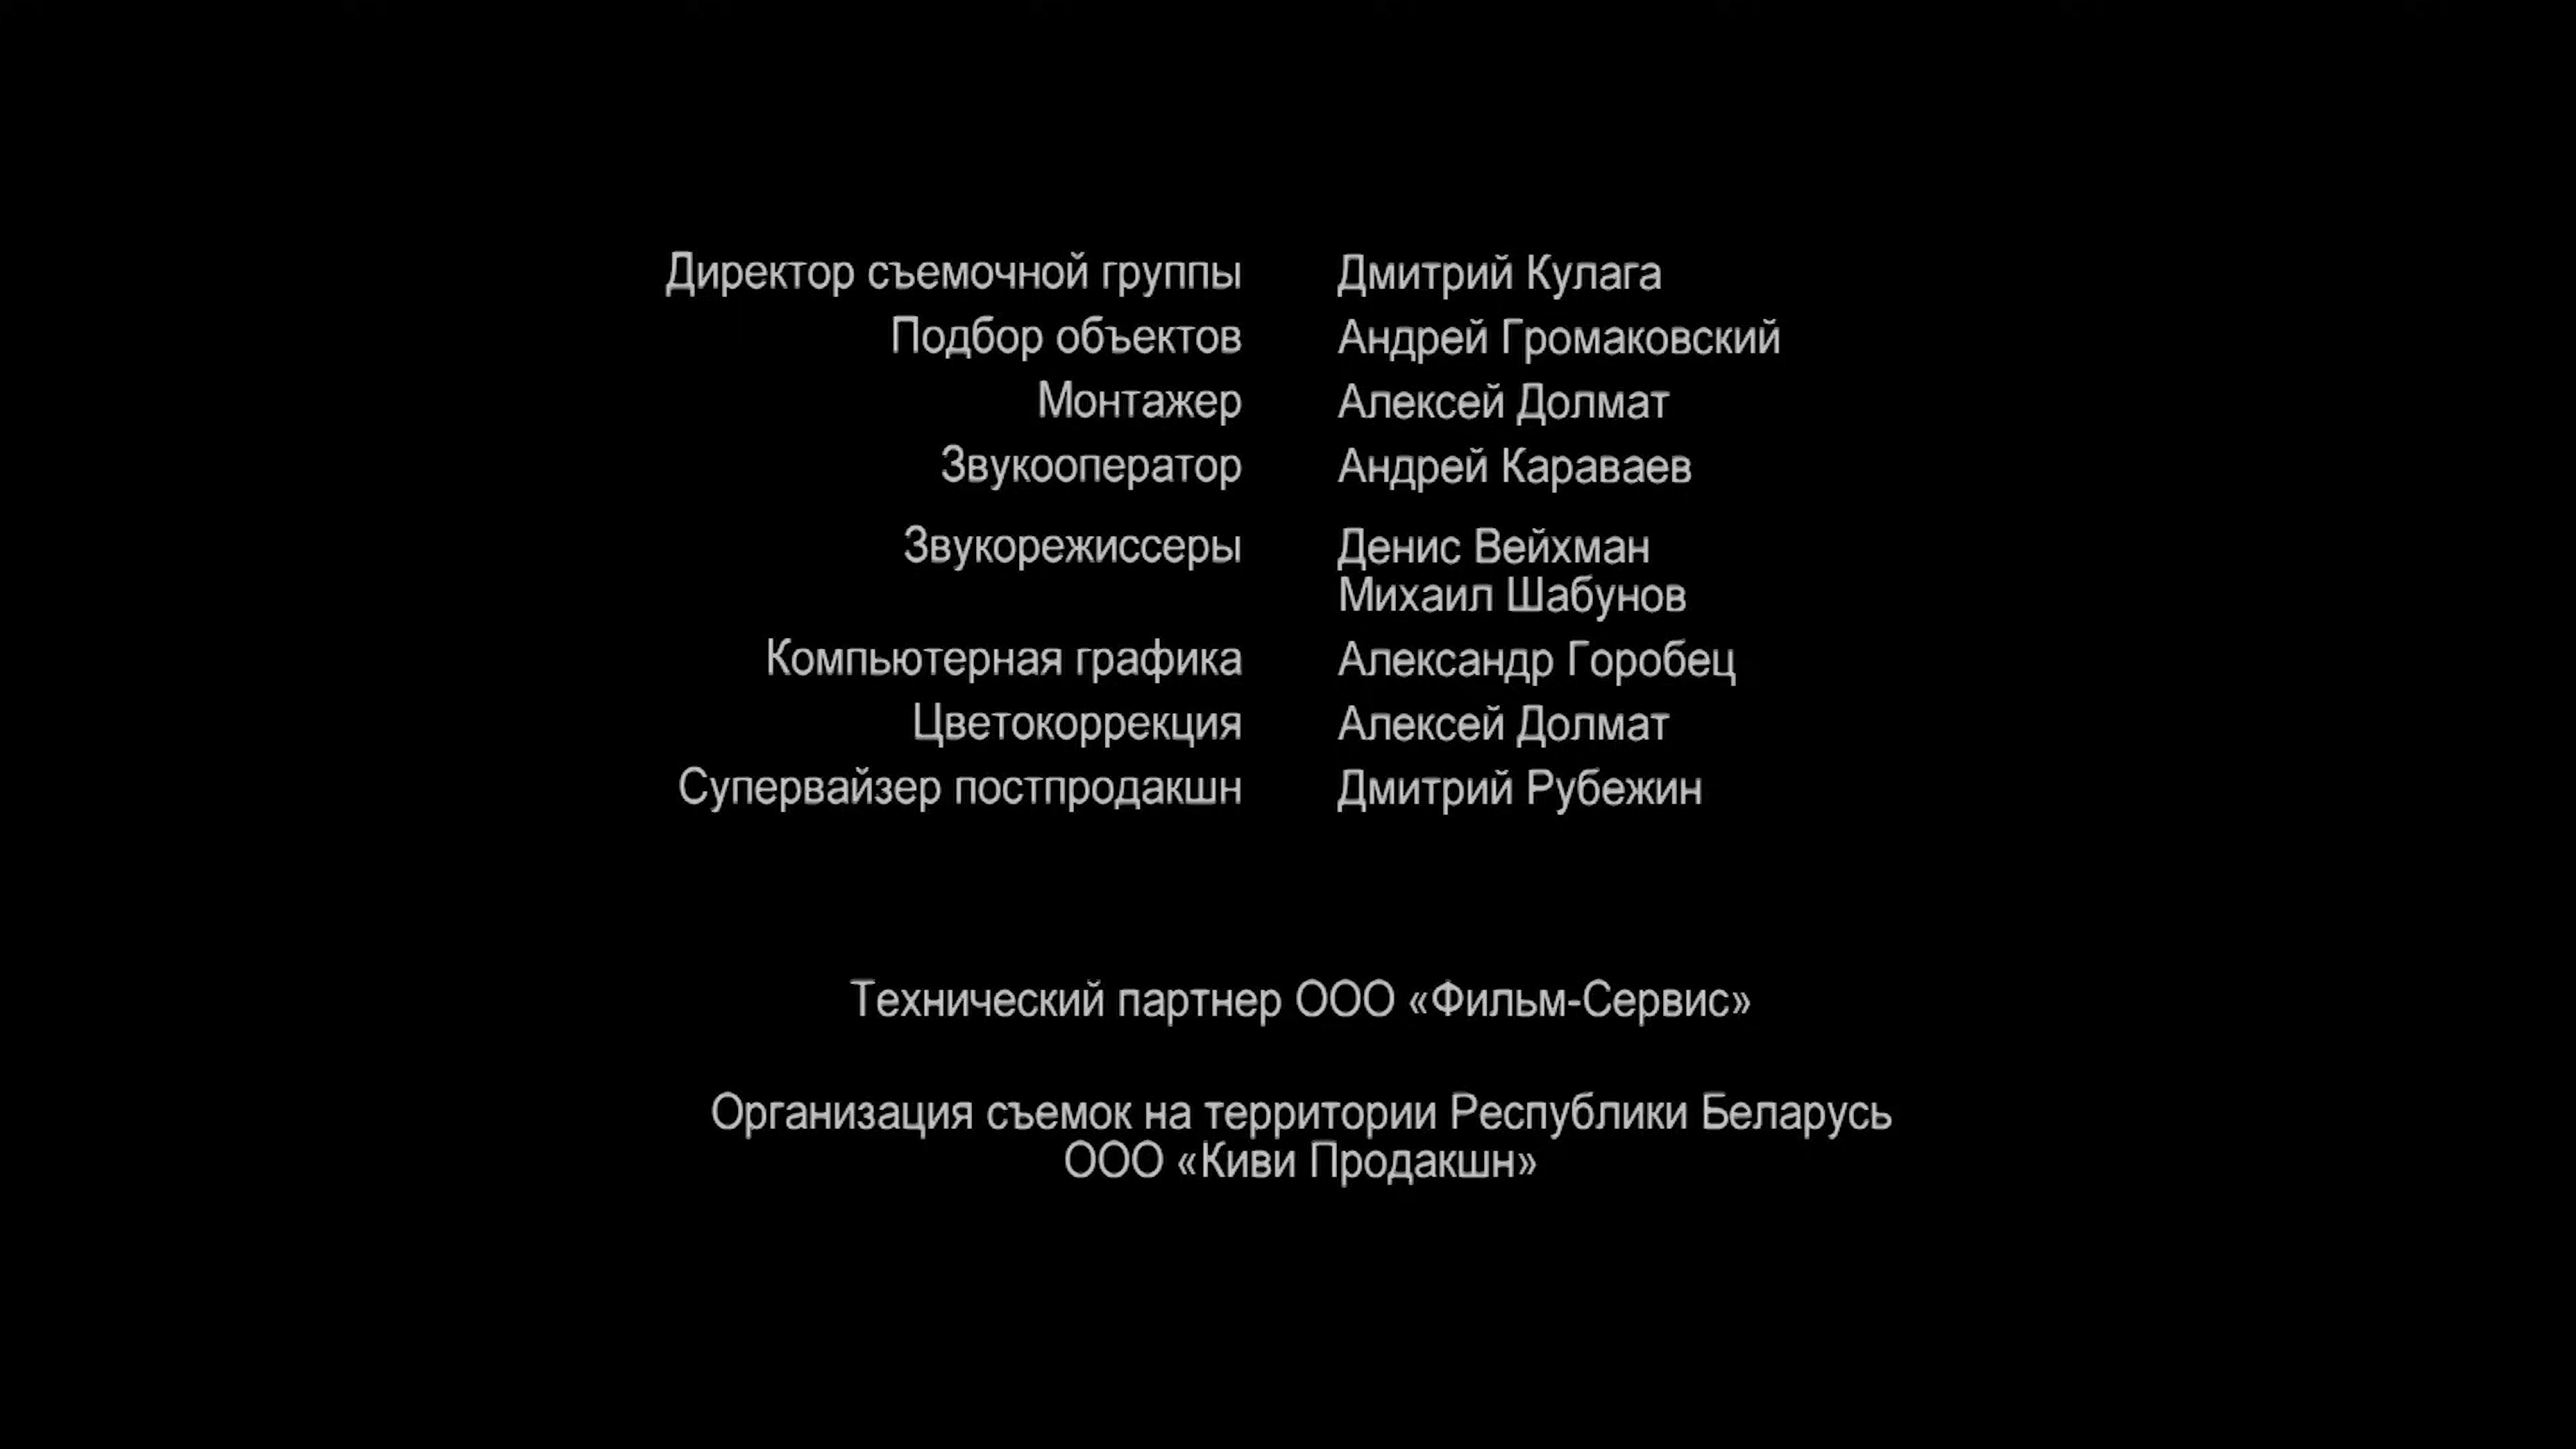 Директор съемочной группы Дмитрий Кулага
Подбор объектов Андрей Громаковский
Монтажер Алексей Долмат
Звукооператор Андрей Караваев
Звукорежиссеры Денис Вейхман
Михаил Шабунов
Компьютерная графика Александр Горобец
Цветокоррекция Алексей Долмат
Супервайзер постпродакшн Дмитрий Рубежин
Технический партнер ООО «Фильм-Сервис»
Организация съемок на территории Республики Беларусь
ООО «Киви Продакшн»